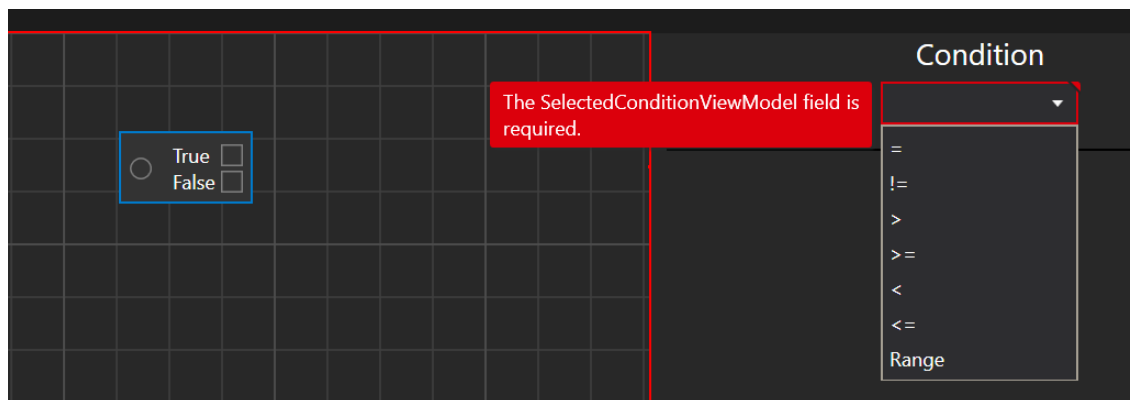 Condition
The SelectedConditionViewModel field is
required.
True
False
=
!=
>
>=
<
<=
Range